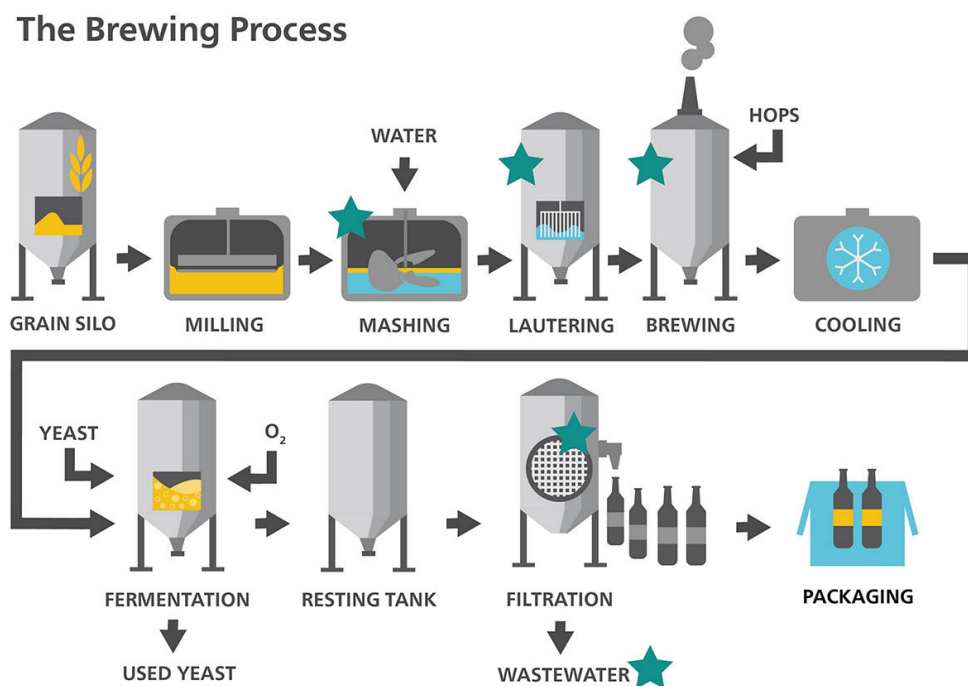 The Brewing Process
WATER
HOPS
GRAIN SILO
MILLING
MASHING
LAUTERING
BREWING
COOLING
YEAST
O₂
FERMENTATION
RESTING TANK
FILTRATION
PACKAGING
USED YEAST
WASTEWATER